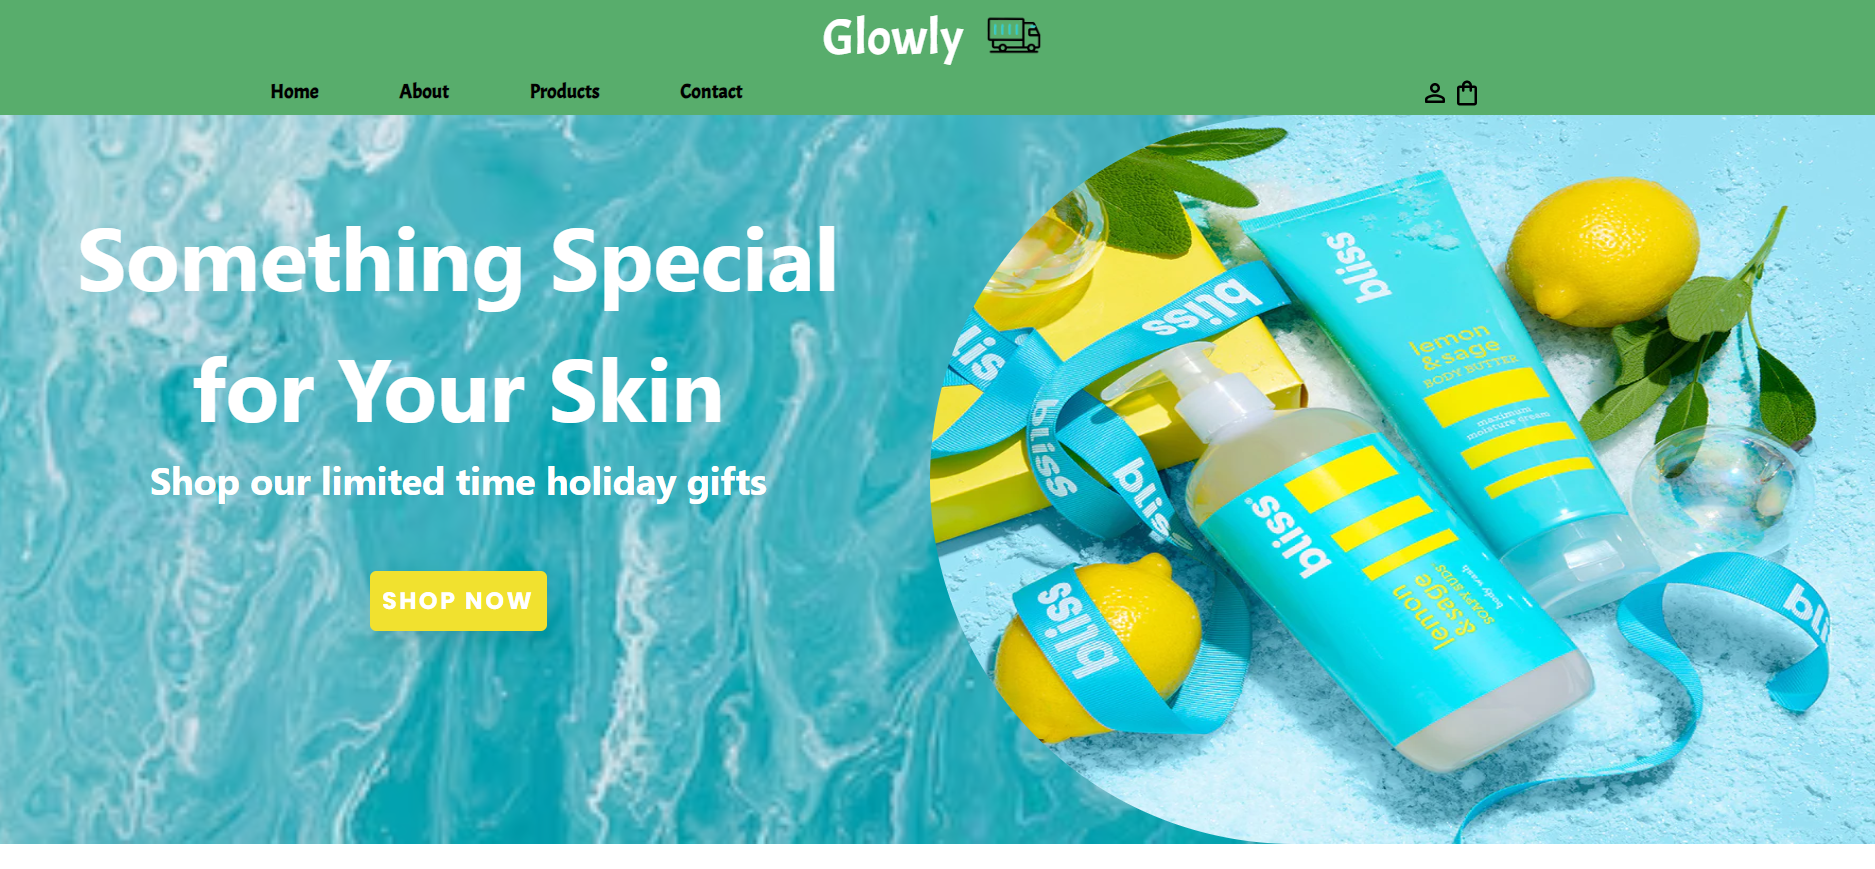 Glowly
Home About Products Contact
Something Special
for Your Skin
Shop our limited time holiday gifts
SHOP NOW
bliss
lemon
&sage
BODY BUTTER
maximum
moisture cream
bliss
blis
bliss
bliss
bliss
lemon
&sage
SOAPY SUDS
body wash
bliss
bli